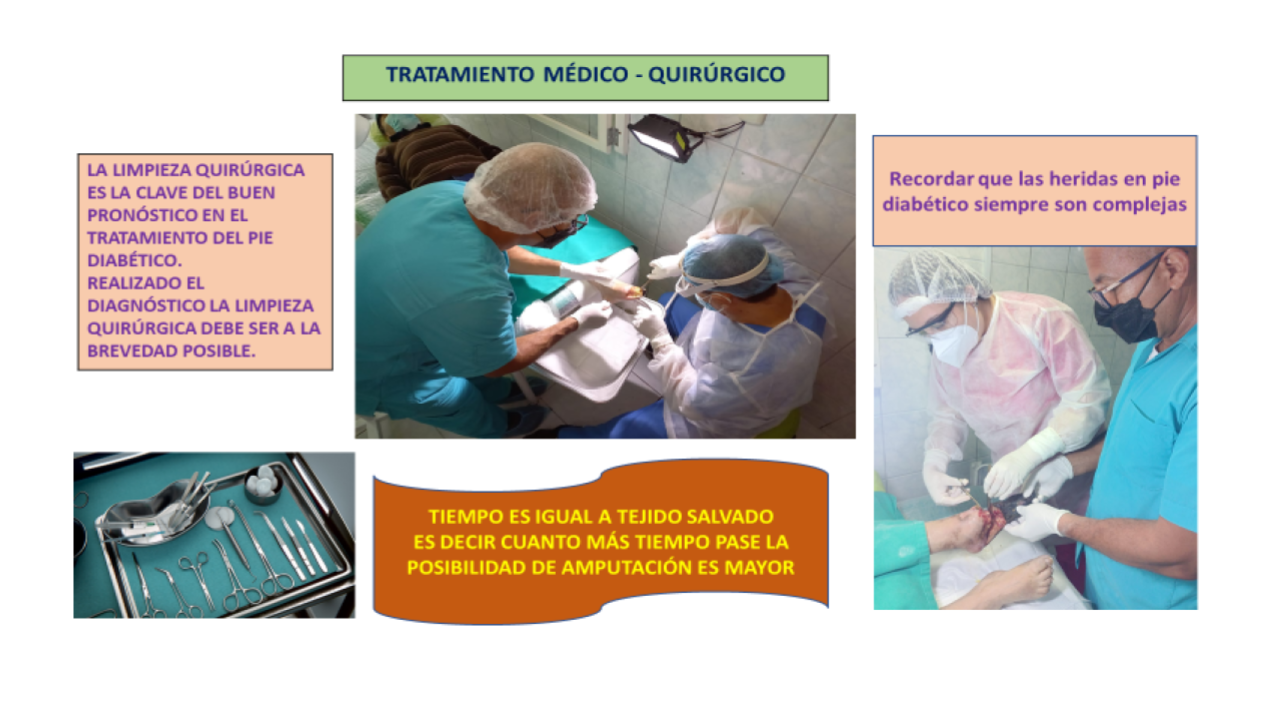 TRATAMIENTO MÉDICO - QUIRÚRGICO
LA LIMPIEZA QUIRÚRGICA
ES LA CLAVE DEL BUEN
PRONÓSTICO EN EL
TRATAMIENTO DEL PIE
DIABÉTICO.
REALIZADO EL
DIAGNÓSTICO LA LIMPIEZA
QUIRÚRGICA DEBE SER A LA
BREVEDAD POSIBLE.
Recordar que las heridas en pie
diabético siempre son complejas
TIEMPO ES IGUAL A TEJIDO SALVADO
ES DECIR CUANTO MÁS TIEMPO PASE LA
POSIBILIDAD DE AMPUTACIÓN ES MAYOR